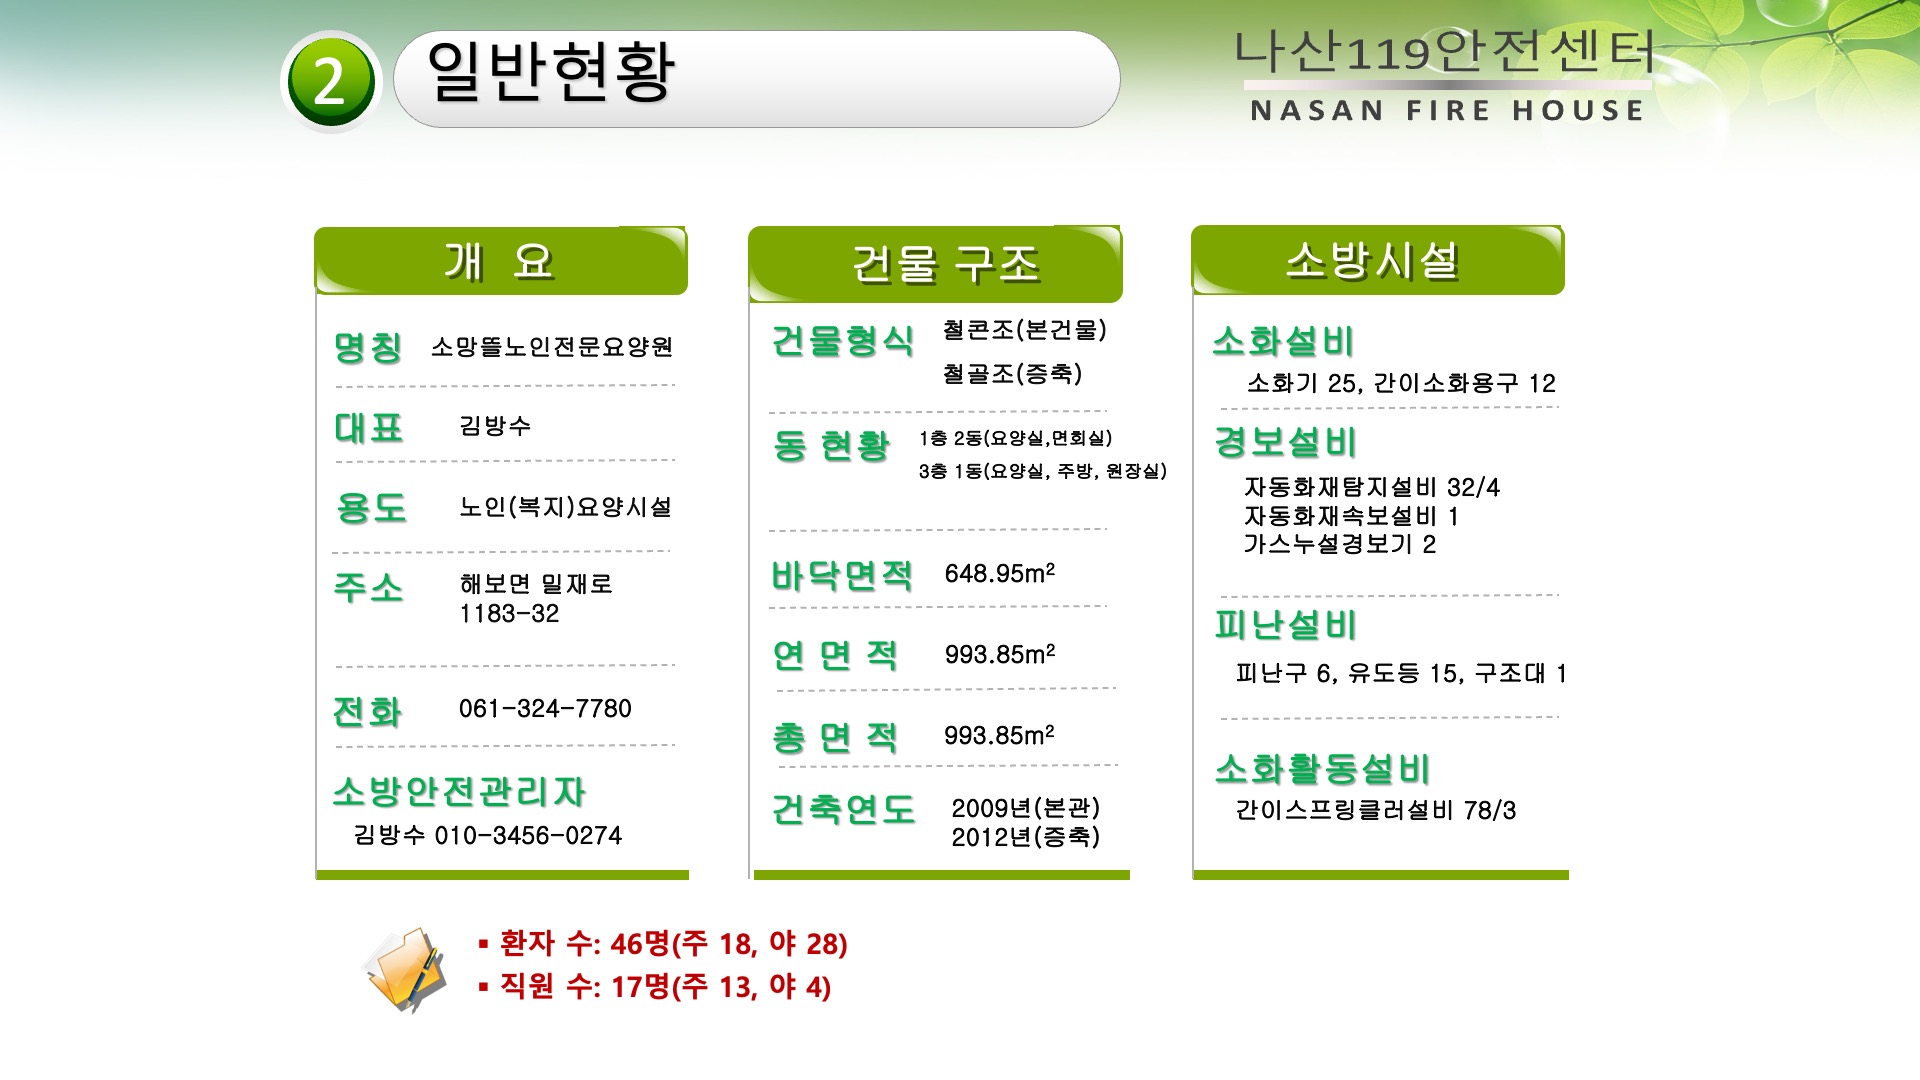 2
일반현황
나산119안전센터
NASAN FIRE HOUSE
개 요
명칭 소망뜰노인전문요양원
대표 김방수
용도 노인(복지)요양시설
주소 해보면 밀재로
1183-32
전화 061-324-7780
소방안전관리자
김방수 010-3456-0274
건물 구조
건물형식 철콘조(본건물)
철골조(증축)
동 현황 1층 2동(요양실,면회실)
3층 1동(요양실, 주방, 원장실)
바닥면적 648.95m²
연 면 적 993.85m²
총 면 적 993.85m²
건축연도 2009년(본관)
2012년(증축)
소방시설
소화설비
소화기 25, 간이소화용구 12
경보설비
자동화재탐지설비 32/4
자동화재속보설비 1
가스누설경보기 2
피난설비
피난구 6, 유도등 15, 구조대 1
소화활동설비
간이스프링클러설비 78/3
▪ 환자 수: 46명(주 18, 야 28)
▪ 직원 수: 17명(주 13, 야 4)